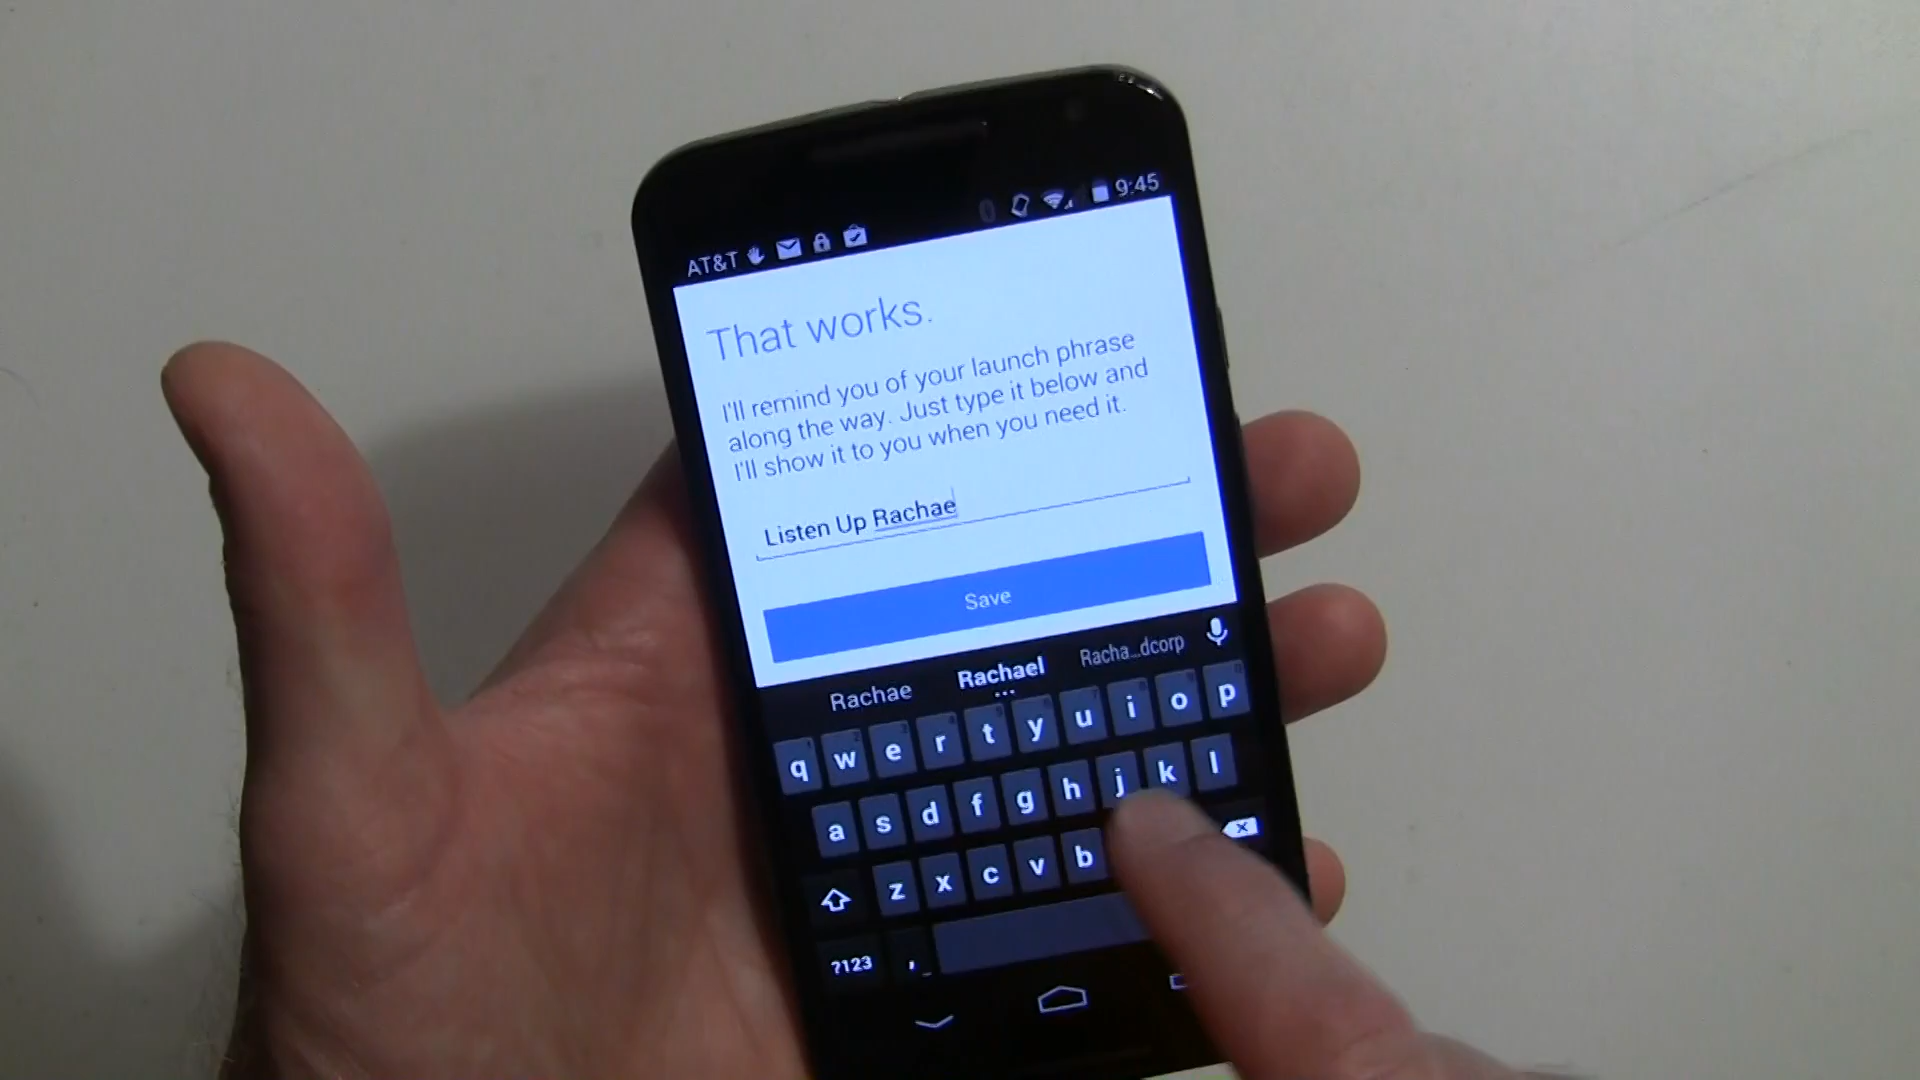 AT&T 9:45
That works.
I'll remind you of your launch phrase
along the way. Just type it below and
I'll show it to you when you need it.
Listen Up Rachae
Save
Rachae Rachael Racha...dcorp
q w e r t y u i o p
a s d f g h j k l
z x c v b
?123 ,